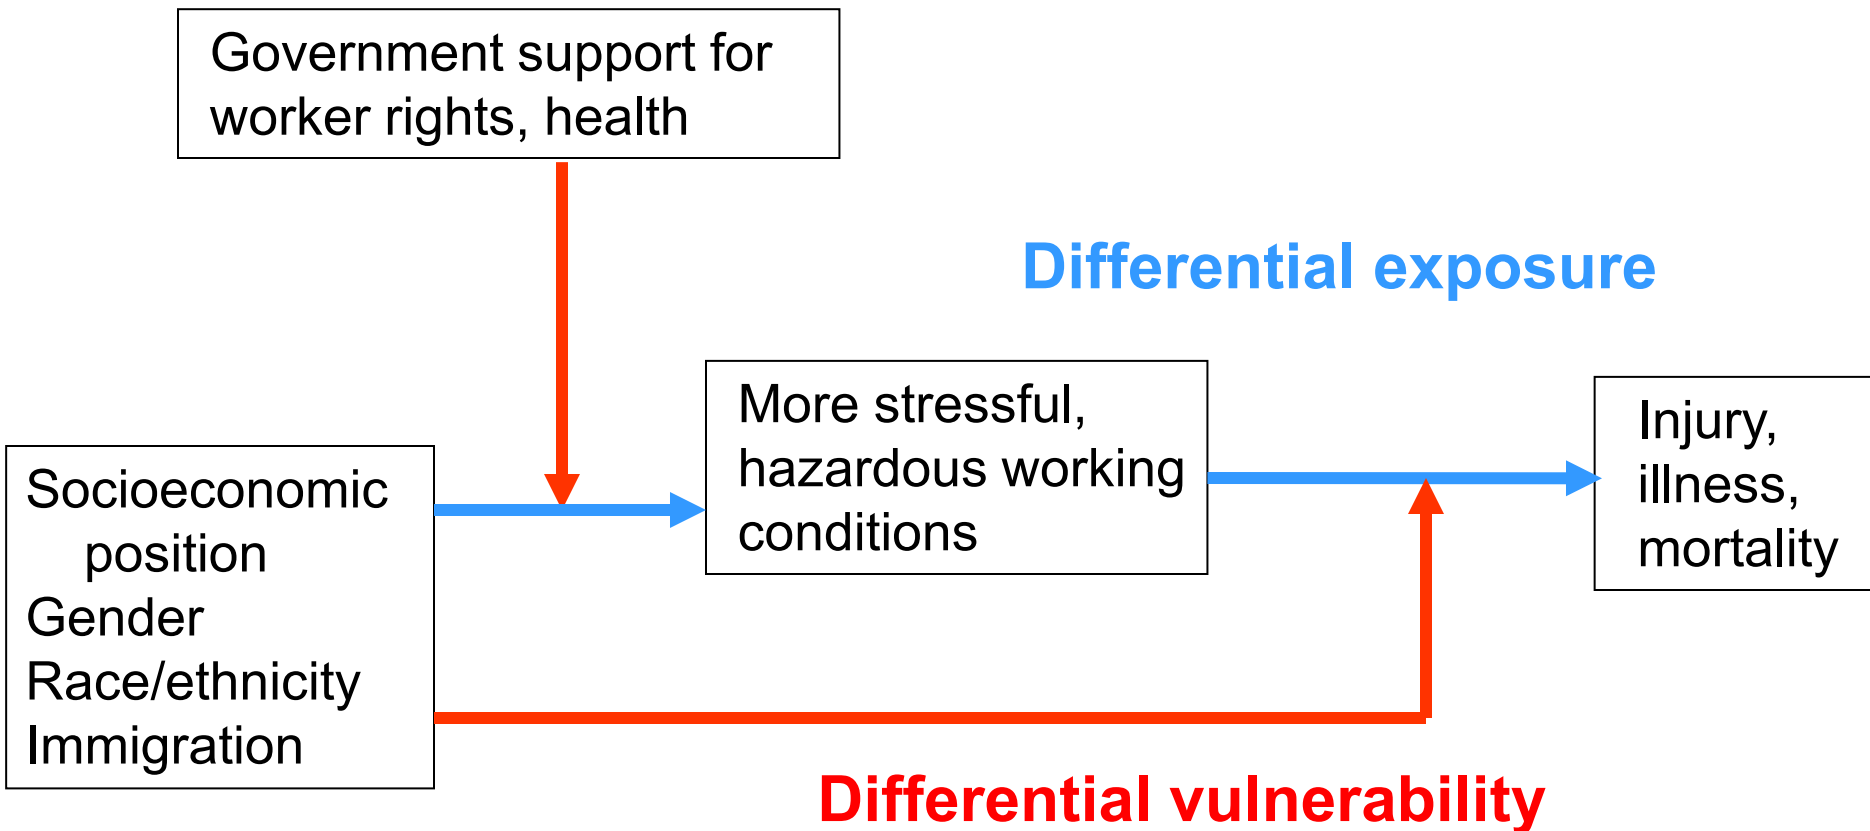 Government support for
worker rights, health
Differential exposure
More stressful,
hazardous working
conditions
Injury,
illness,
mortality
Socioeconomic
position
Gender
Race/ethnicity
Immigration
Differential vulnerability